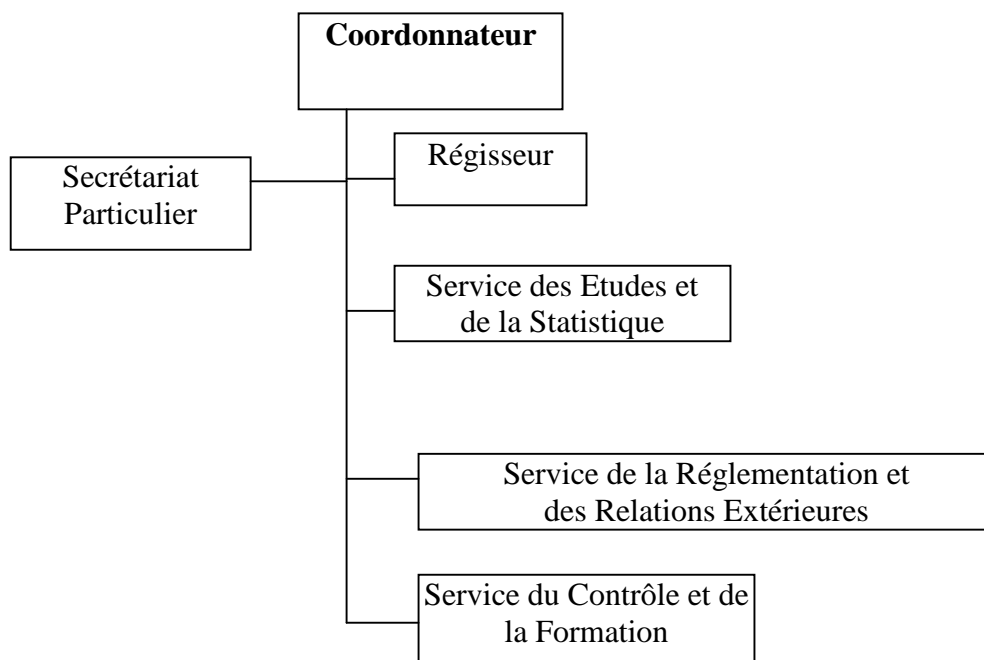 Coordonnateur
Régisseur
Secrétariat
Particulier
Service des Etudes et
de la Statistique
Service de la Réglementation et
des Relations Extérieures
Service du Contrôle et de
la Formation